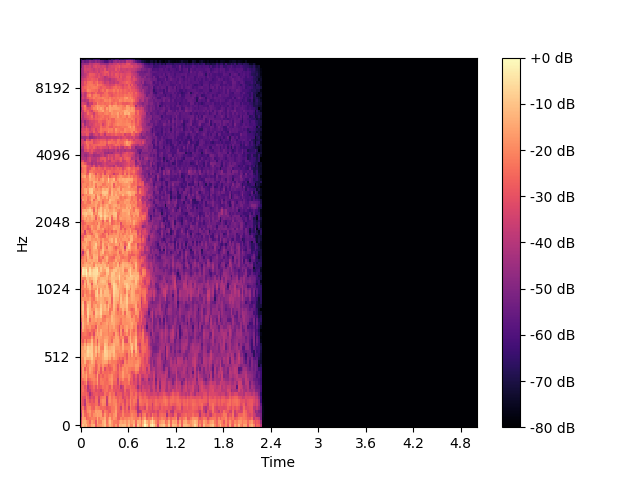 +0 dB
8192
-10 dB
4096
-20 dB
-30 dB
2048
-40 dB
Hz
1024
-50 dB
-60 dB
512
-70 dB
0
-80 dB
0 0.6 1.2 1.8 2.4 3 3.6 4.2 4.8
Time